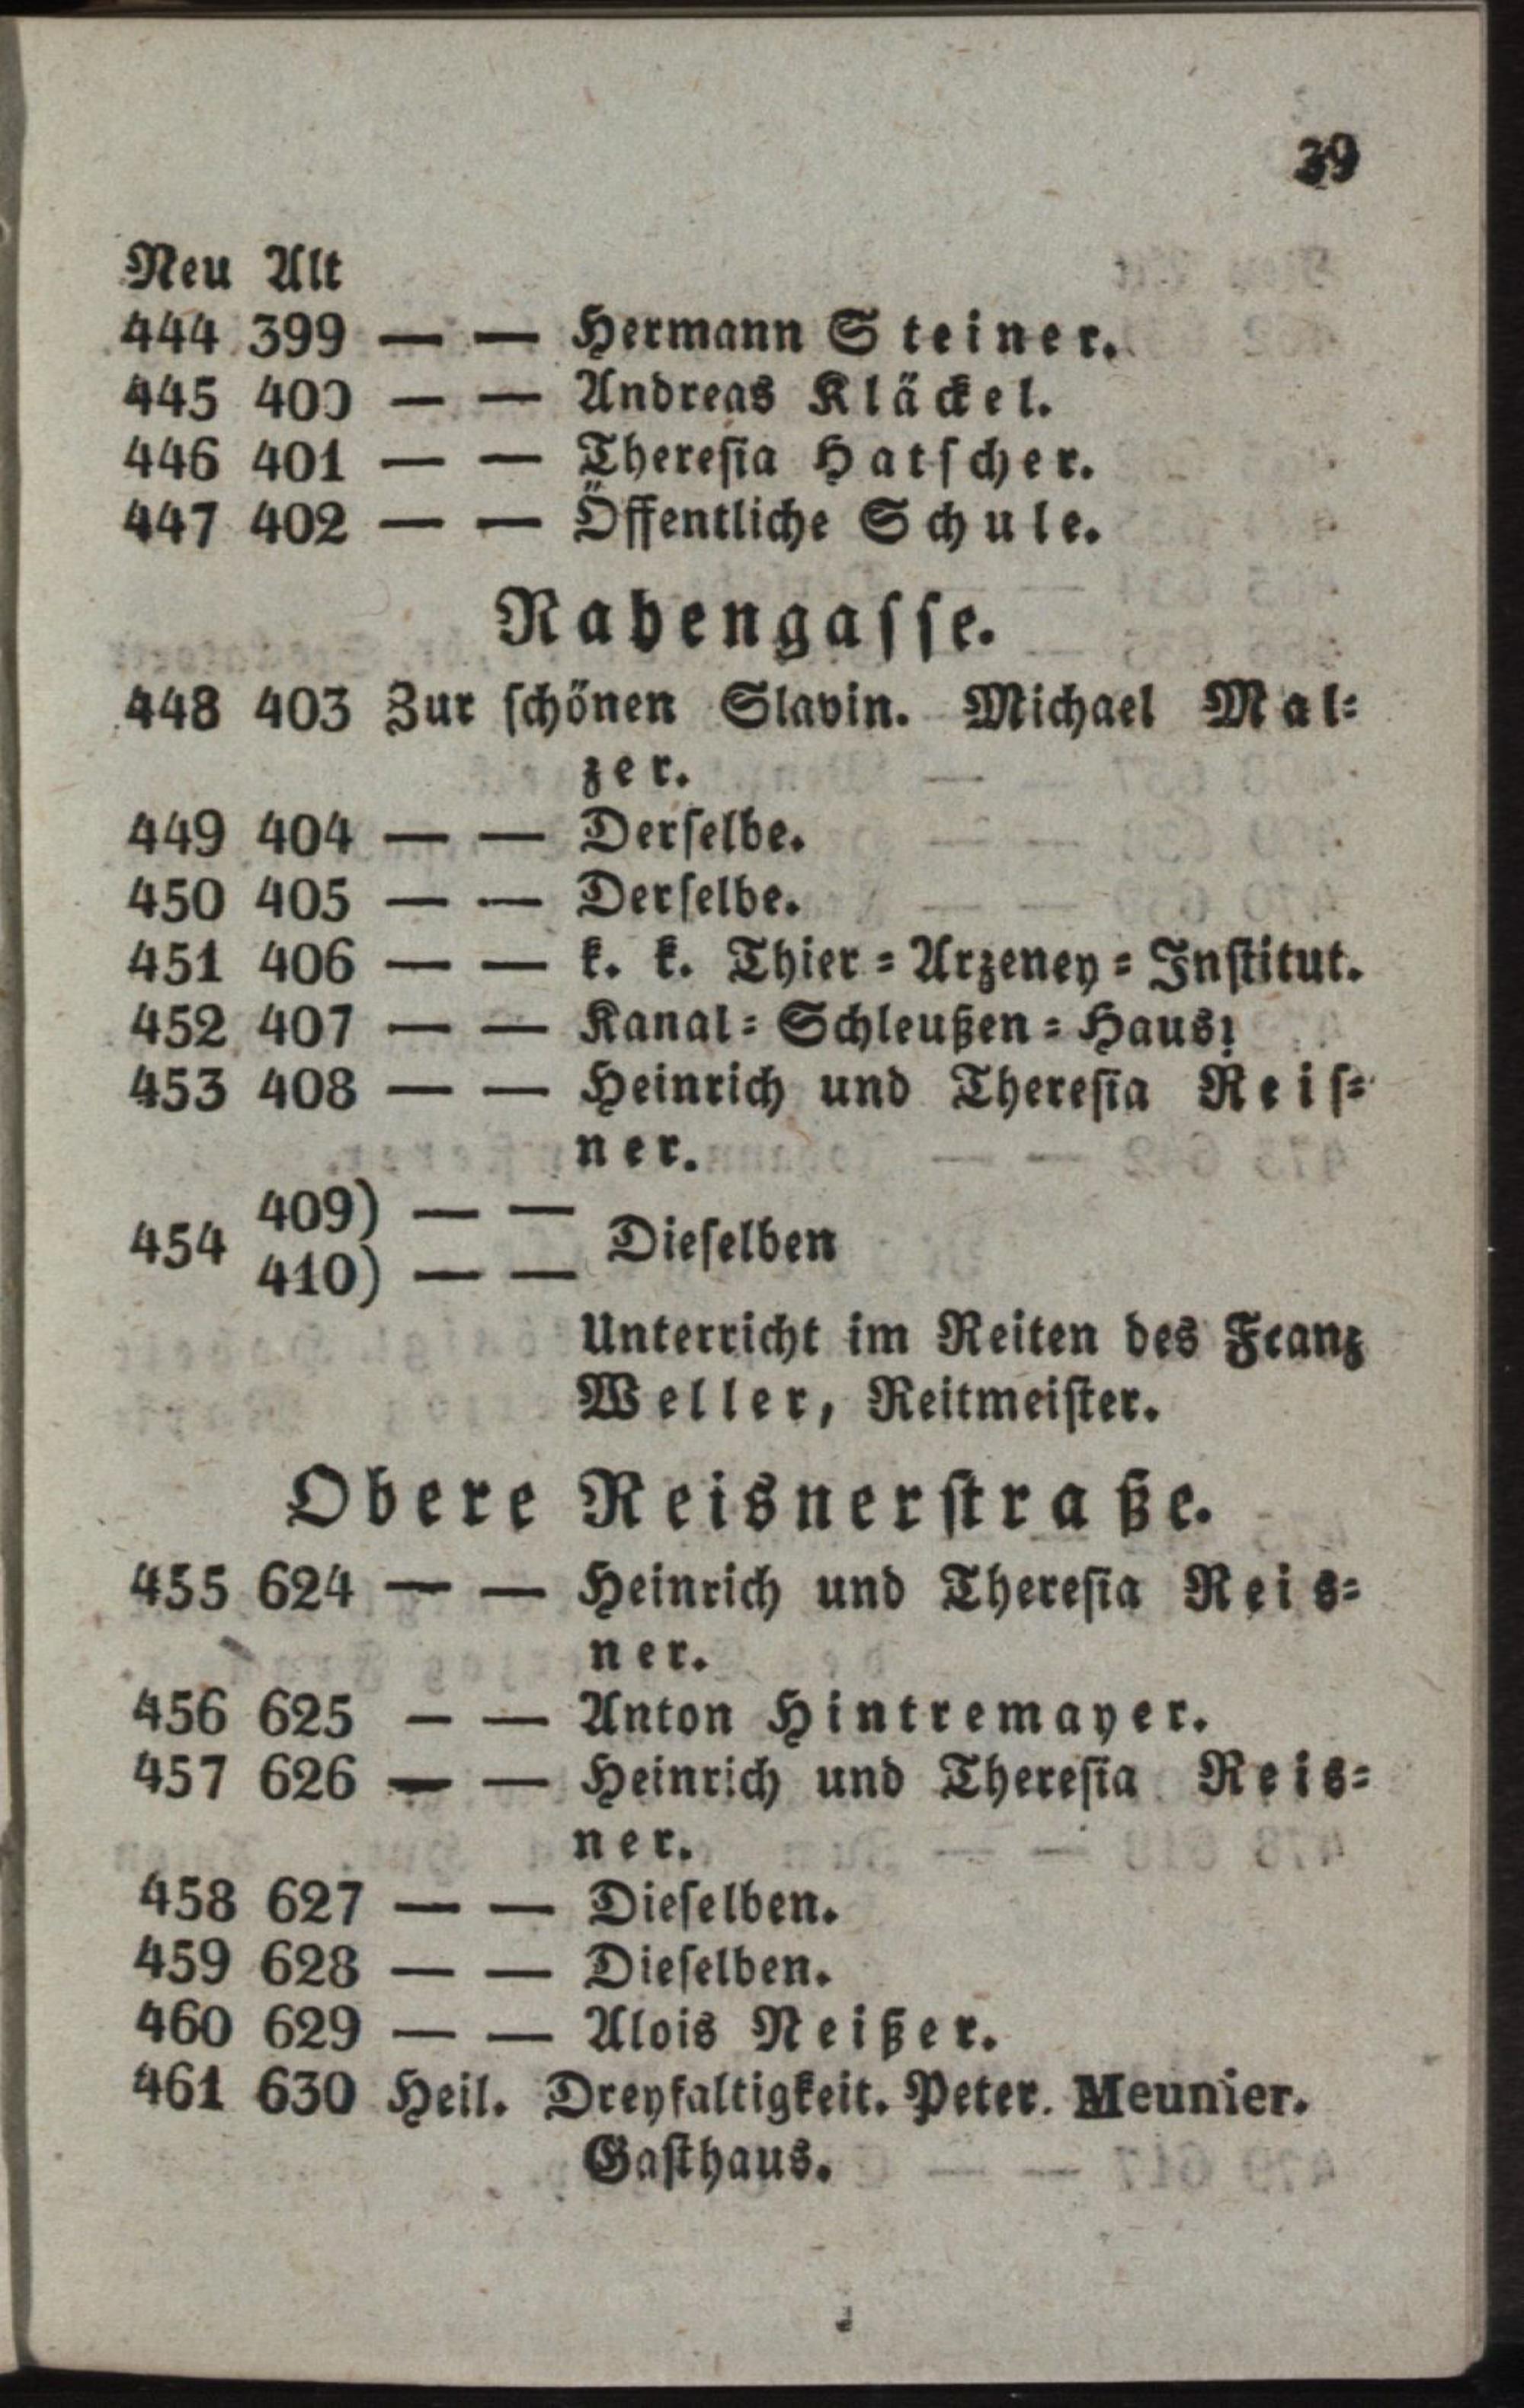 39
Neu Alt
444 399 — — Hermann Steiner.
445 400 — — Andreas Kläckel.
446 401 — — Theresia Hatscher.
447 402 — — Öffentliche Schule.
Rabengasse.
448 403 Zur schönen Slavin. Michael Mal-
zer.
449 404 — — Derselbe.
450 405 — — Derselbe.
451 406 — — k. k. Thier-Arzeney-Institut.
452 407 — — Kanal-Schleußen-Haus.
453 408 — — Heinrich und Theresia Reis-
ner.
454 409) — —
410) — — Dieselben
Unterricht im Reiten des Franz
Weller, Reitmeister.
Obere Reisnerstraße.
455 624 — — Heinrich und Theresia Reis-
ner.
456 625 — — Anton Hintremayer.
457 626 — — Heinrich und Theresia Reis-
ner.
458 627 — — Dieselben.
459 628 — — Dieselben.
460 629 — — Alois Neißer.
461 630 Heil. Dreyfaltigkeit. Peter. Meunier.
Gasthaus.